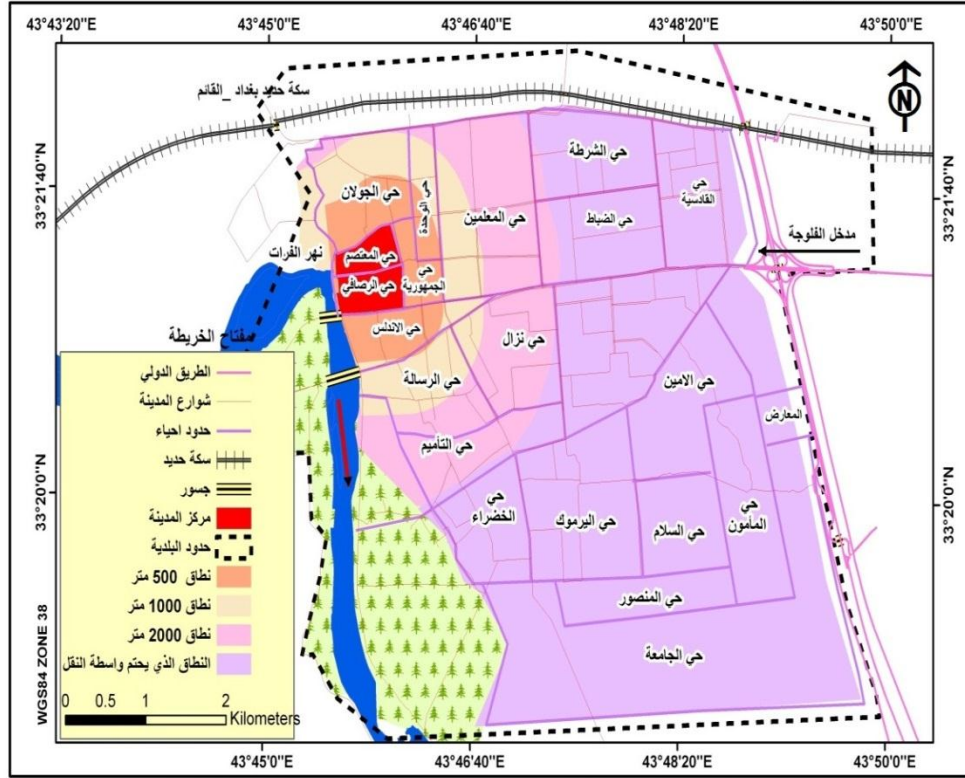 43°43'20"E
43°45'0"E
43°46'40"E
43°48'20"E
43°50'0"E
33°21'40"N
33°21'40"N
33°20'0"N
33°20'0"N
N
سكة حديد بغداد _القائم
حي الجولان
حي الوحدة
حي المعلمين
حي الشرطة
حي الضباط
حي
القادسية
مدخل الفلوجة
نهر الفرات
حي المعتصم
حي الرصافي
حي
الجمهورية
حي الاندلس
حي نزال
حي الرسالة
حي التأميم
حي الامين
المعارض
حي
الخضراء
حي اليرموك
حي السلام
حي
المأمون
حي المنصور
حي الجامعة
مفتاح الخريطة
الطريق الدولي
شوارع المدينة
حدود احياء
سكة حديد
جسور
مركز المدينة
حدود البلدية
نطاق 500 متر
نطاق 1000 متر
نطاق 2000 متر
النطاق الذي يحتم واسطة النقل
0 0.5 1 2
Kilometers
WGS84 ZONE 38
43°45'0"E
43°46'40"E
43°48'20"E
43°50'0"E